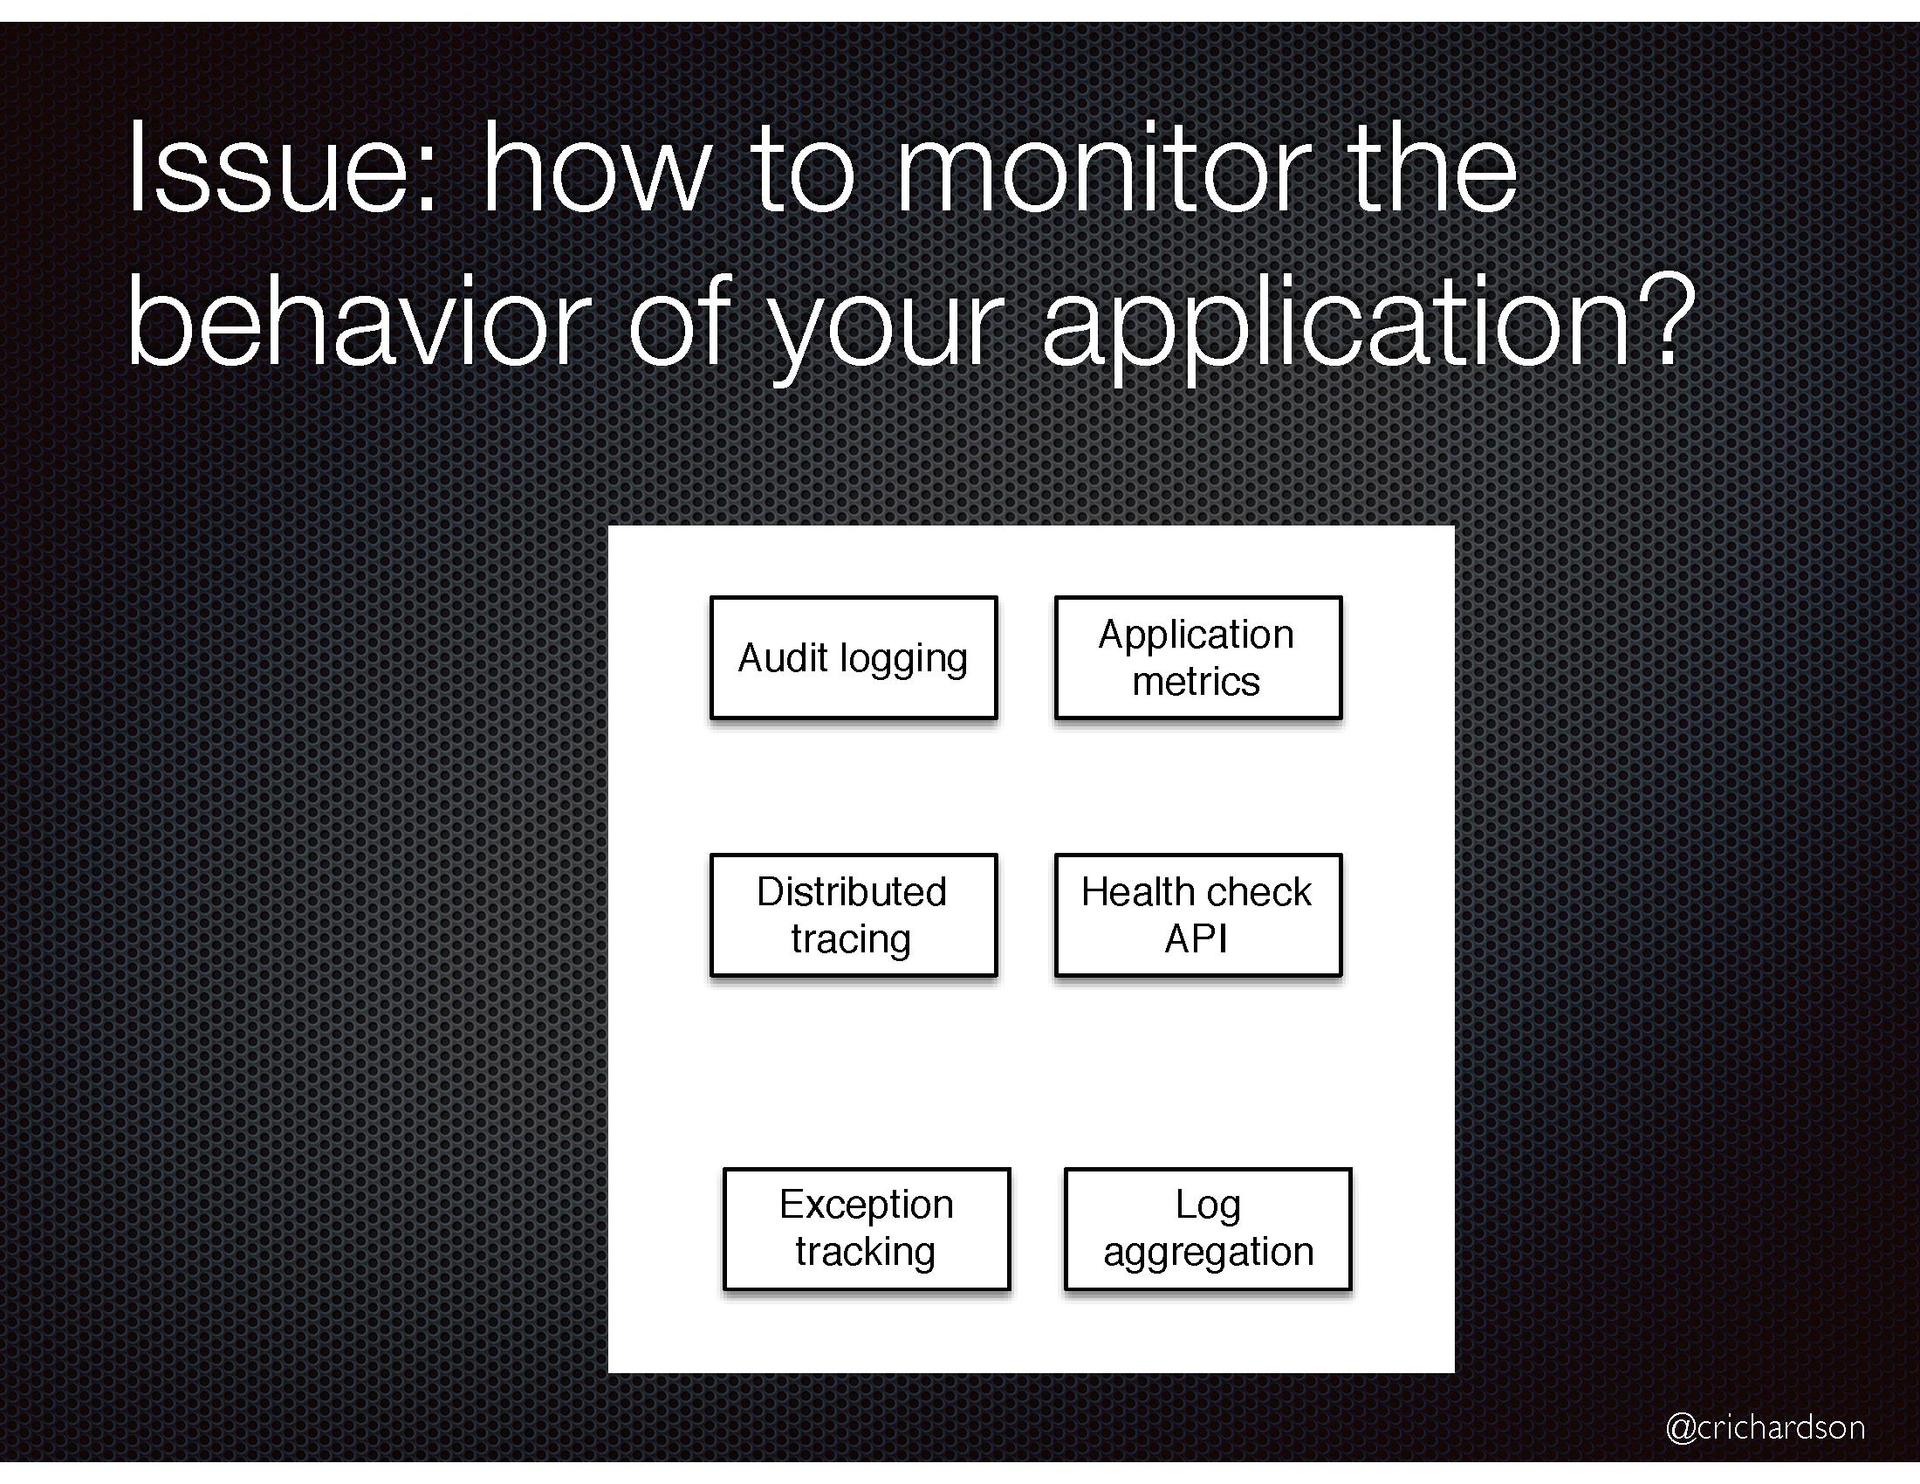 Issue: how to monitor the
behavior of your application?
Audit logging
Application
metrics
Distributed
tracing
Health check
API
Exception
tracking
Log
aggregation
@crichardson